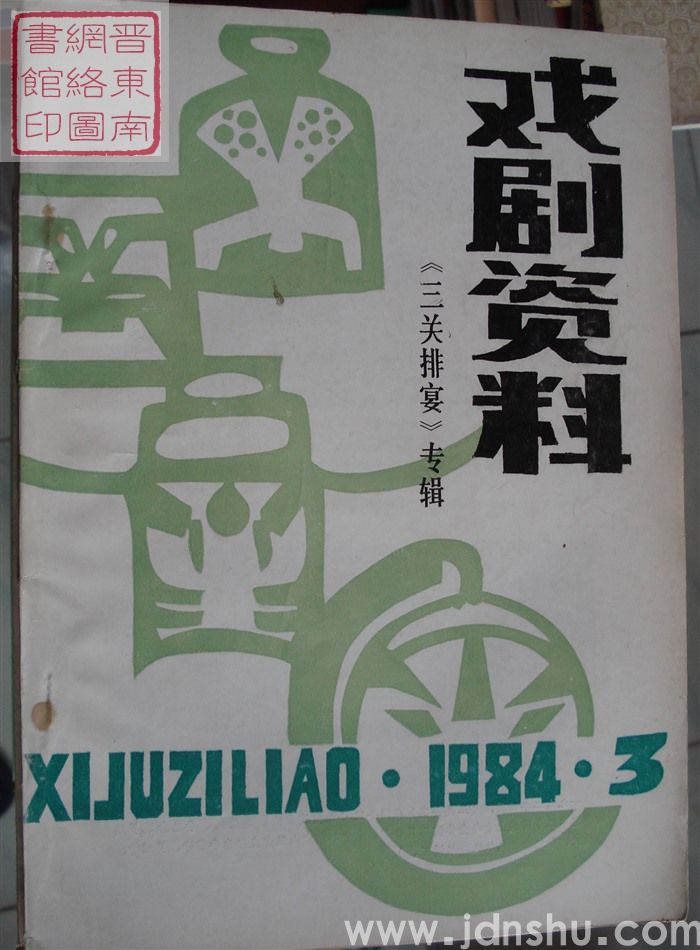 晋東南
網絡圖
書館印
戏剧资料
《三关排宴》专辑
XIJUZILIAO·1984·3
www.jdnshu.com